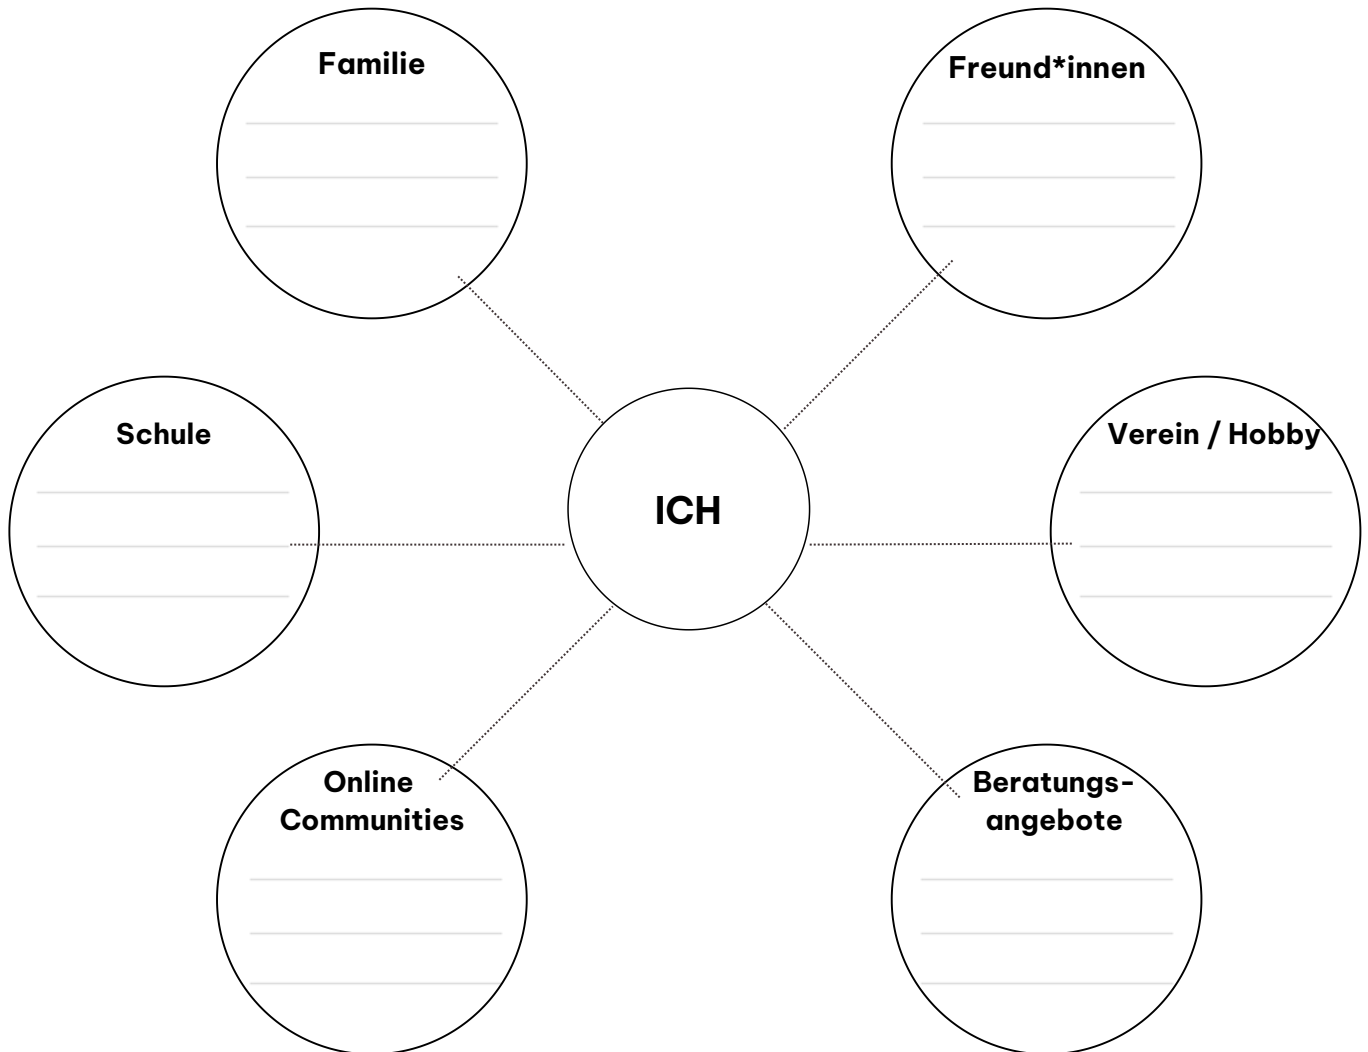 Familie
Freund*innen
Schule
Verein / Hobby
ICH
Online
Communities
Beratungs-
angebote